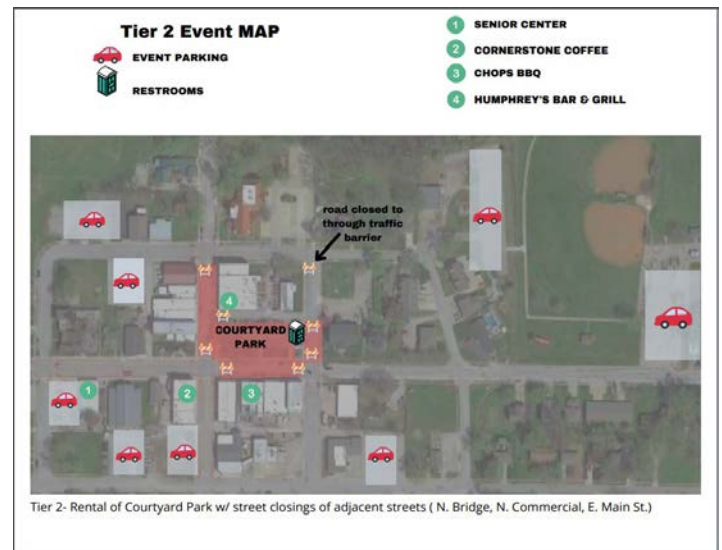 Tier 2 Event MAP
EVENT PARKING
RESTROOMS
1 SENIOR CENTER
2 CORNERSTONE COFFEE
3 CHOPS BBQ
4 HUMPHREY'S BAR & GRILL
road closed to
through traffic
barrier
4
COURTYARD
PARK
1
2
3
Tier 2- Rental of Courtyard Park w/ street closings of adjacent streets ( N. Bridge, N. Commercial, E. Main St.)